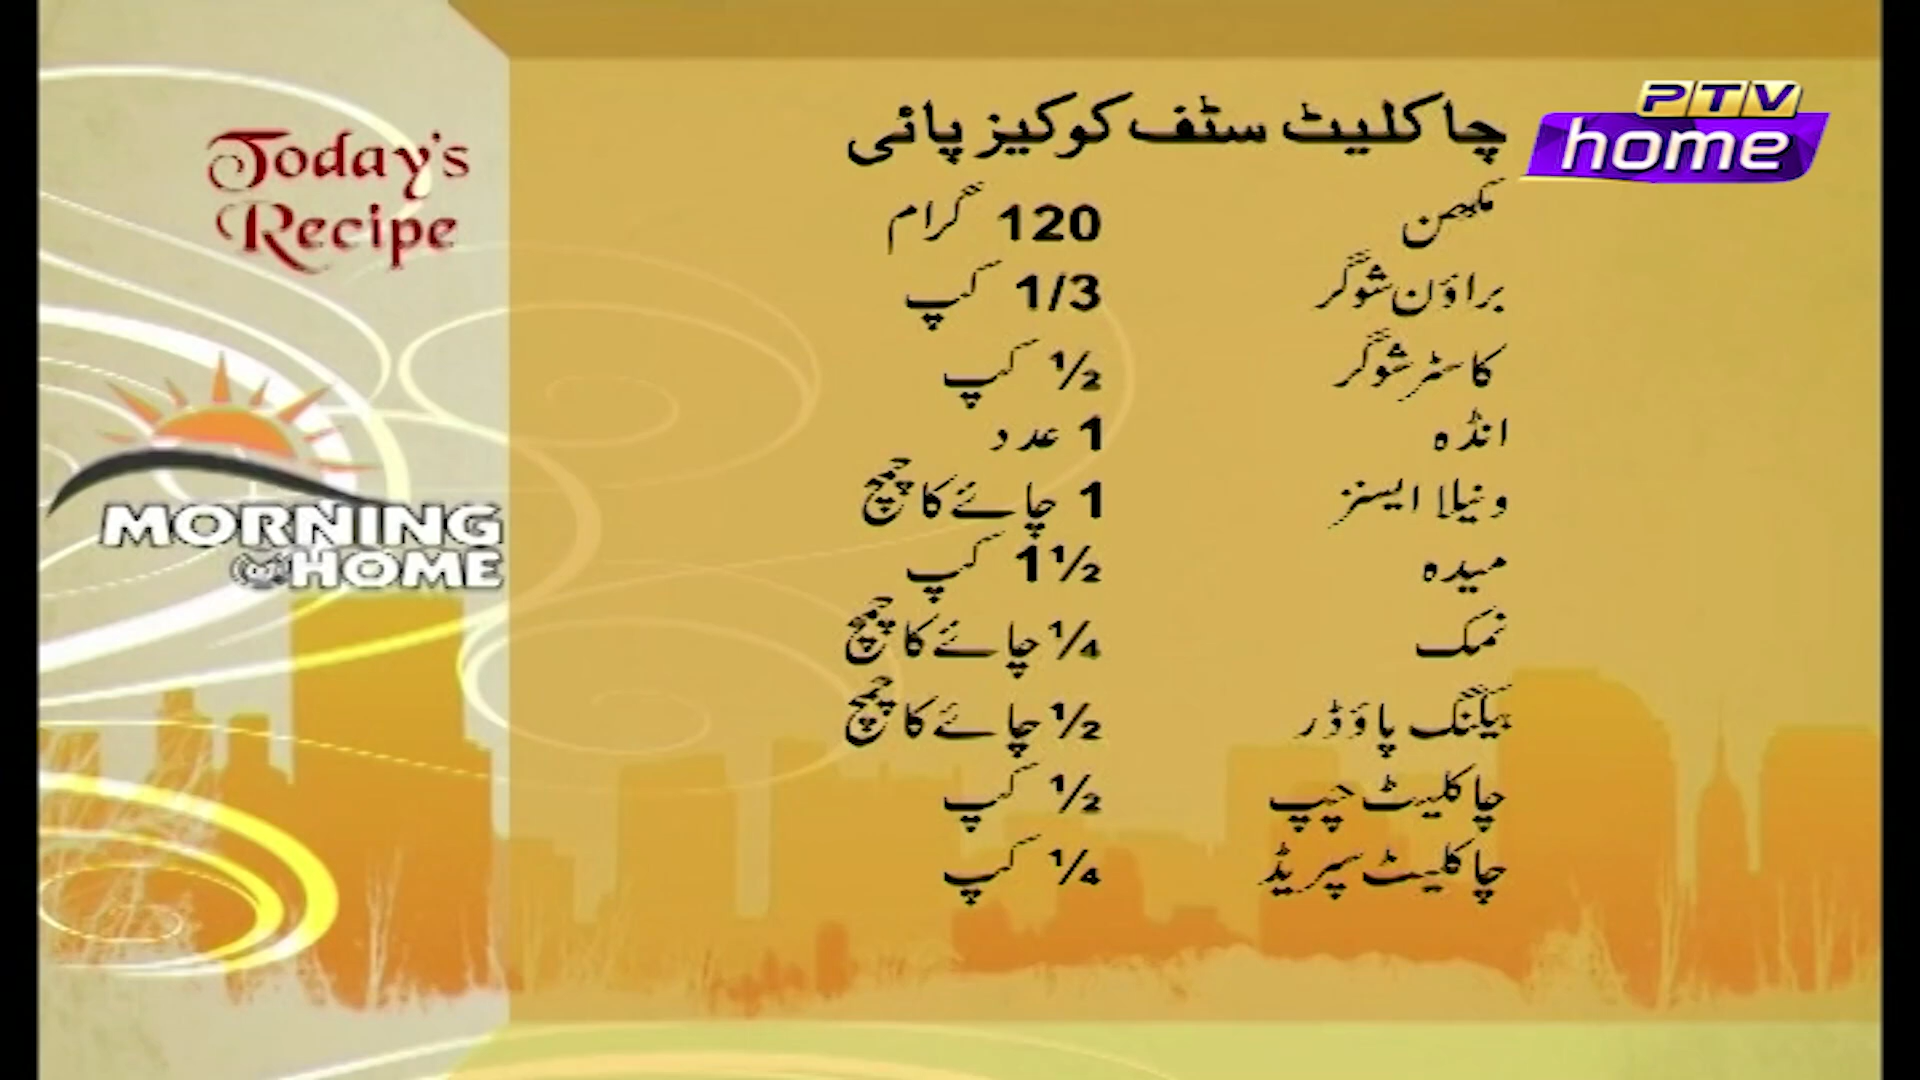 PTV
home
Today's
Recipe
MORNING
@HOME
چاکلیٹ سٹف کوکیز پائی
مکھن 120 گرام
براؤن شوگر 1/3 کپ
کاسٹر شوگر ½ کپ
انڈہ 1 عدد
ونیلا ایسنز 1 چائے کا چمچ
میدہ 1½ کپ
نمک ¼ چائے کا چمچ
بیکنگ پاؤڈر ½ چائے کا چمچ
چاکلیٹ چپ ½ کپ
چاکلیٹ سپریڈ ¼ کپ